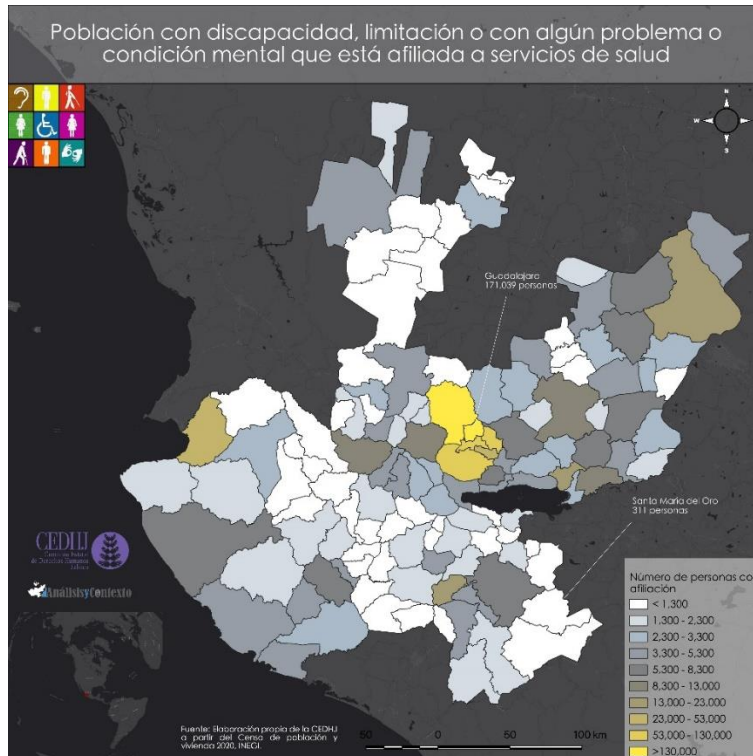 Población con discapacidad, limitación o con algún problema o
condición mental que está afiliada a servicios de salud
N
W
E
S
Guadalajara
171,039 personas
Santa María del Oro
311 personas
CEDHJ
AnálisisyContexto
Número de personas co
afiliación
< 1,300
1,300 - 2,300
2,300 - 3,300
3,300 - 5,300
5,300 - 8,300
8,300 - 13,000
13,000 - 23,000
23,000 - 53,000
53,000 - 130,000
>130,000
Fuente: Elaboración propia de la CEDHJ
a partir del Censo de población y
vivienda 2020, INEGI.
50 0 50 100 km